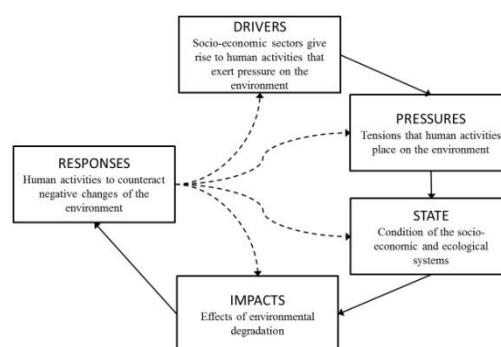 DRIVERS
Socio-economic sectors give
rise to human activities that
exert pressure on the
environment
PRESSURES
Tensions that human activities
place on the environment
RESPONSES
Human activities to counteract
negative changes of the
environment
STATE
Condition of the socio-
economic and ecological
systems
IMPACTS
Effects of environmental
degradation